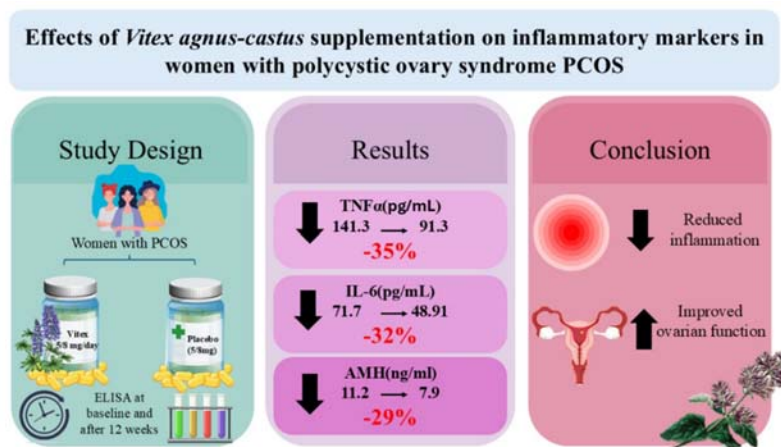 Effects of Vitex agnus-castus supplementation on inflammatory markers in
women with polycystic ovary syndrome PCOS
Study Design
Women with PCOS
Vitex
5/8 mg/day
Placebo
(5/8mg)
ELISA at
baseline and
after 12 weeks
Results
TNFα(pg/mL)
141.3 → 91.3
-35%
IL-6(pg/mL)
71.7 → 48.91
-32%
AMH(ng/ml)
11.2 → 7.9
-29%
Conclusion
Reduced
inflammation
Improved
ovarian function